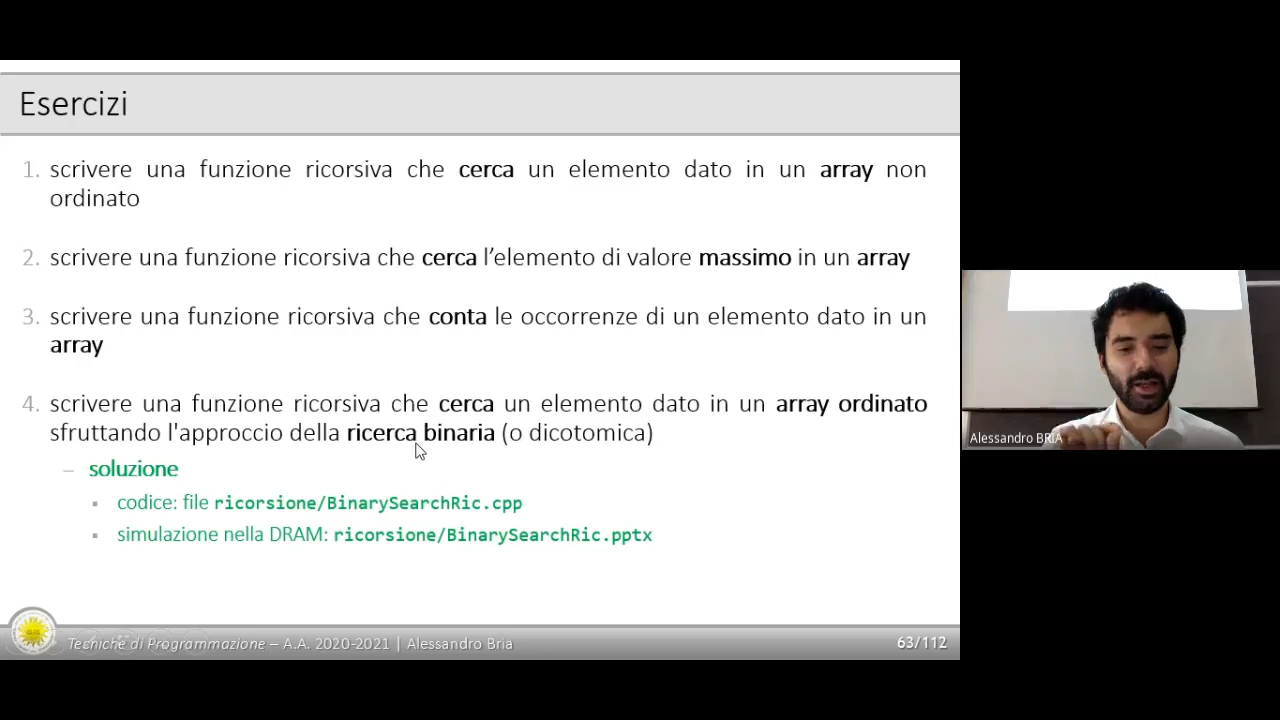 Esercizi
1. scrivere una funzione ricorsiva che cerca un elemento dato in un array non
ordinato
2. scrivere una funzione ricorsiva che cerca l’elemento di valore massimo in un array
3. scrivere una funzione ricorsiva che conta le occorrenze di un elemento dato in un
array
4. scrivere una funzione ricorsiva che cerca un elemento dato in un array ordinato
sfruttando l'approccio della ricerca binaria (o dicotomica)
– soluzione
▪ codice: file ricorsione/BinarySearchRic.cpp
▪ simulazione nella DRAM: ricorsione/BinarySearchRic.pptx
Tecniche di Programmazione – A.A. 2020-2021 | Alessandro Bria
63/112
Alessandro BRIA